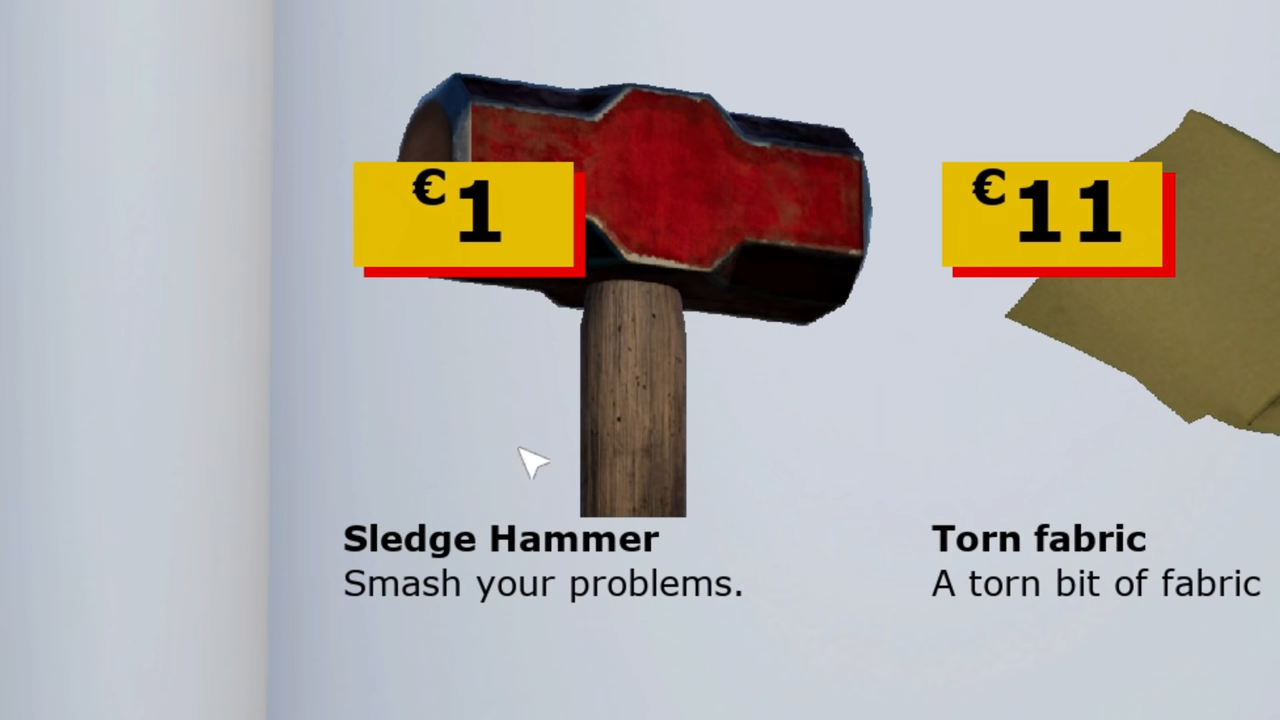 €1
€11
Sledge Hammer
Smash your problems.
Torn fabric
A torn bit of fabric